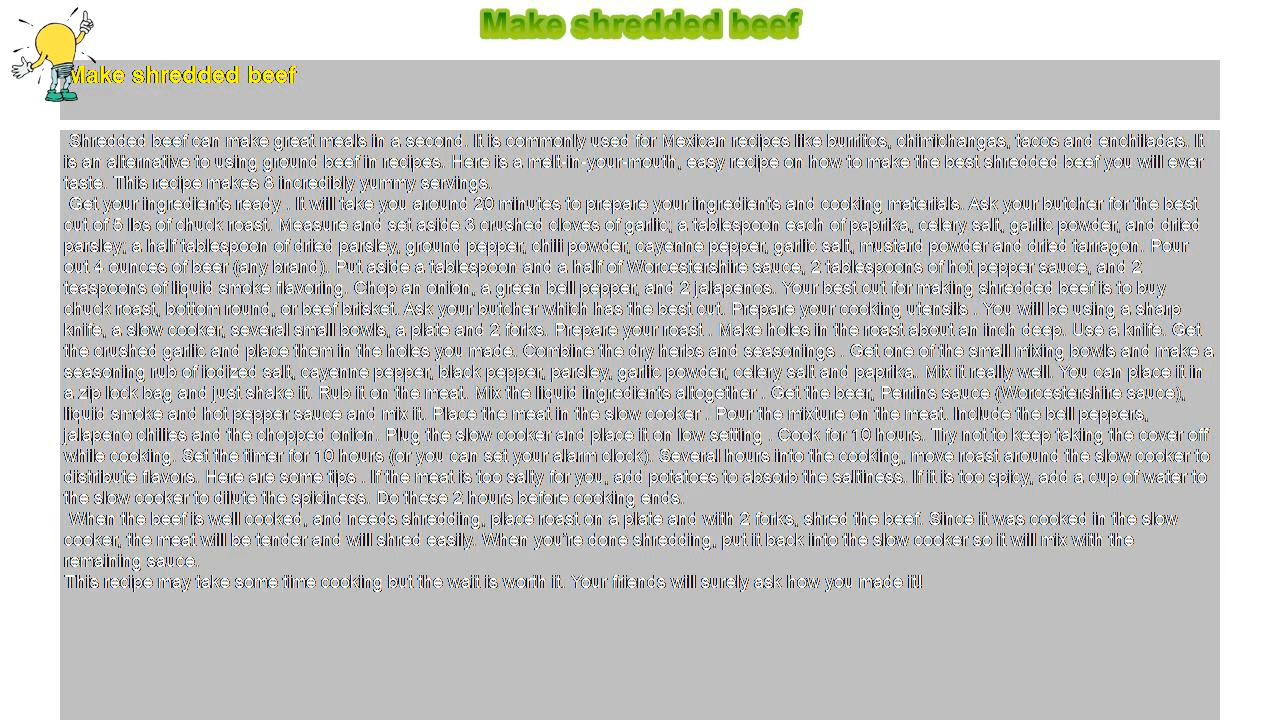 Make shredded beef
Make shredded beef
Shredded beef can make great meals in a second. It is commonly used for Mexican recipes like burritos, chimichangas, tacos and enchiladas. It
is an alternative to using ground beef in recipes. Here is a melt-in-your-mouth, easy recipe on how to make the best shredded beef you will ever
taste. This recipe makes 8 incredibly yummy servings.
Get your ingredients ready . It will take you around 20 minutes to prepare your ingredients and cooking materials. Ask your butcher for the best
cut of 5 lbs of chuck roast. Measure and set aside 3 crushed cloves of garlic; a tablespoon each of paprika, celery salt, garlic powder, and dried
parsley; a half tablespoon of dried parsley, ground pepper, chili powder, cayenne pepper, garlic salt, mustard powder and dried tarragon. Pour
out 4 ounces of beer (any brand). Put aside a tablespoon and a half of Worcestershire sauce, 2 tablespoons of hot pepper sauce, and 2
teaspoons of liquid smoke flavoring. Chop an onion, a green bell pepper, and 2 jalapenos. Your best cut for making shredded beef is to buy
chuck roast, bottom round, or beef brisket. Ask your butcher which has the best cut. Prepare your cooking utensils . You will be using a sharp
knife, a slow cooker, several small bowls, a plate and 2 forks. Prepare your roast . Make holes in the roast about an inch deep. Use a knife. Get
the crushed garlic and place them in the holes you made. Combine the dry herbs and seasonings . Get one of the small mixing bowls and make a
seasoning rub of iodized salt, cayenne pepper, black pepper, parsley, garlic powder, celery salt and paprika. Mix it really well. You can place it in
a zip lock bag and just shake it. Rub it on the meat. Mix the liquid ingredients altogether . Get the beer, Perrins sauce (Worcestershire sauce),
liquid smoke and hot pepper sauce and mix it. Place the meat in the slow cooker . Pour the mixture on the meat. Include the bell peppers,
jalapeno chilies and the chopped onion. Plug the slow cooker and place it on low setting . Cook for 10 hours. Try not to keep taking the cover off
while cooking. Set the timer for 10 hours (or you can set your alarm clock). Several hours into the cooking, move roast around the slow cooker to
distribute flavors. Here are some tips . If the meat is too salty for you, add potatoes to absorb the saltiness. If it is too spicy, add a cup of water to
the slow cooker to dilute the spiciness. Do these 2 hours before cooking ends.
When the beef is well cooked, and needs shredding, place roast on a plate and with 2 forks, shred the beef. Since it was cooked in the slow
cooker, the meat will be tender and will shred easily. When you're done shredding, put it back into the slow cooker so it will mix with the
remaining sauce.
This recipe may take some time cooking but the wait is worth it. Your friends will surely ask how you made it!